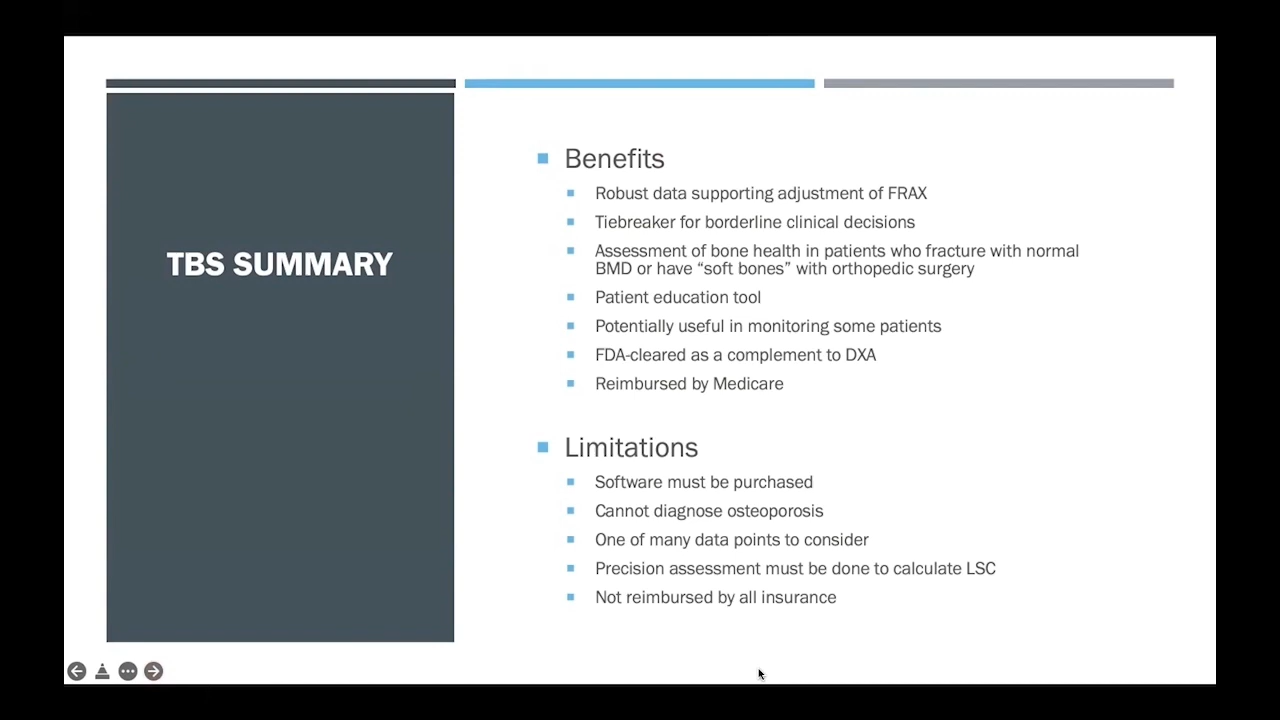 TBS SUMMARY
Benefits
Robust data supporting adjustment of FRAX
Tiebreaker for borderline clinical decisions
Assessment of bone health in patients who fracture with normal
BMD or have “soft bones” with orthopedic surgery
Patient education tool
Potentially useful in monitoring some patients
FDA-cleared as a complement to DXA
Reimbursed by Medicare
Limitations
Software must be purchased
Cannot diagnose osteoporosis
One of many data points to consider
Precision assessment must be done to calculate LSC
Not reimbursed by all insurance